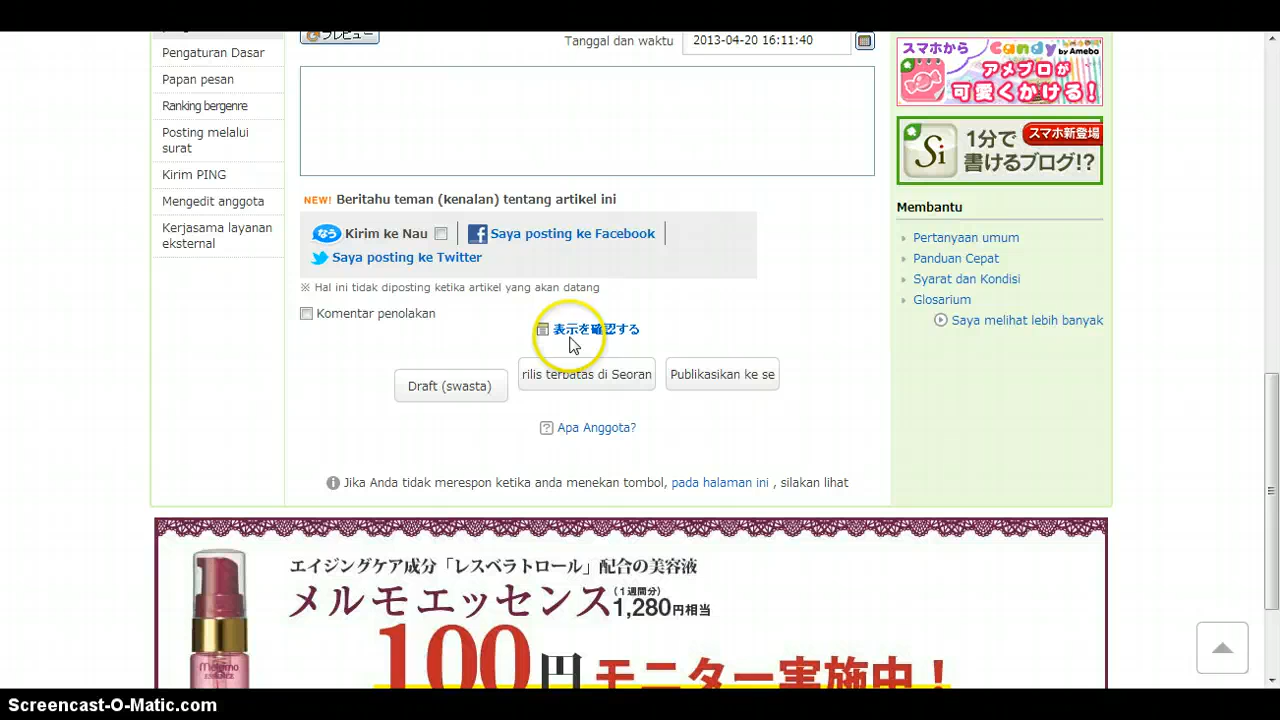 Pengaturan Dasar
Papan pesan
Ranking bergenre
Posting melalui
surat
Kirim PING
Mengedit anggota
Kerjasama layanan
eksternal
プレビュー
Tanggal dan waktu
2013-04-20 16:11:40
NEW! Beritahu teman (kenalan) tentang artikel ini
なう Kirim ke Nau
Saya posting ke Facebook
Saya posting ke Twitter
※ Hal ini tidak diposting ketika artikel yang akan datang
Komentar penolakan
表示を確認する
Draft (swasta)
rilis terbatas di Seoran
Publikasikan ke se
? Apa Anggota?
Jika Anda tidak merespon ketika anda menekan tombol, pada halaman ini , silakan lihat
スマホから candy by Ameba
アメブロが
可愛くかける!
Si
1分で
スマホ新登場
書けるブログ!?
Membantu
Pertanyaan umum
Panduan Cepat
Syarat dan Kondisi
Glosarium
Saya melihat lebih banyak
エイジングケア成分「レスベラトロール」配合の美容液
メルモエッセンス(1週間分)1,280円相当
100円モニター実施中!
Screencast-O-Matic.com